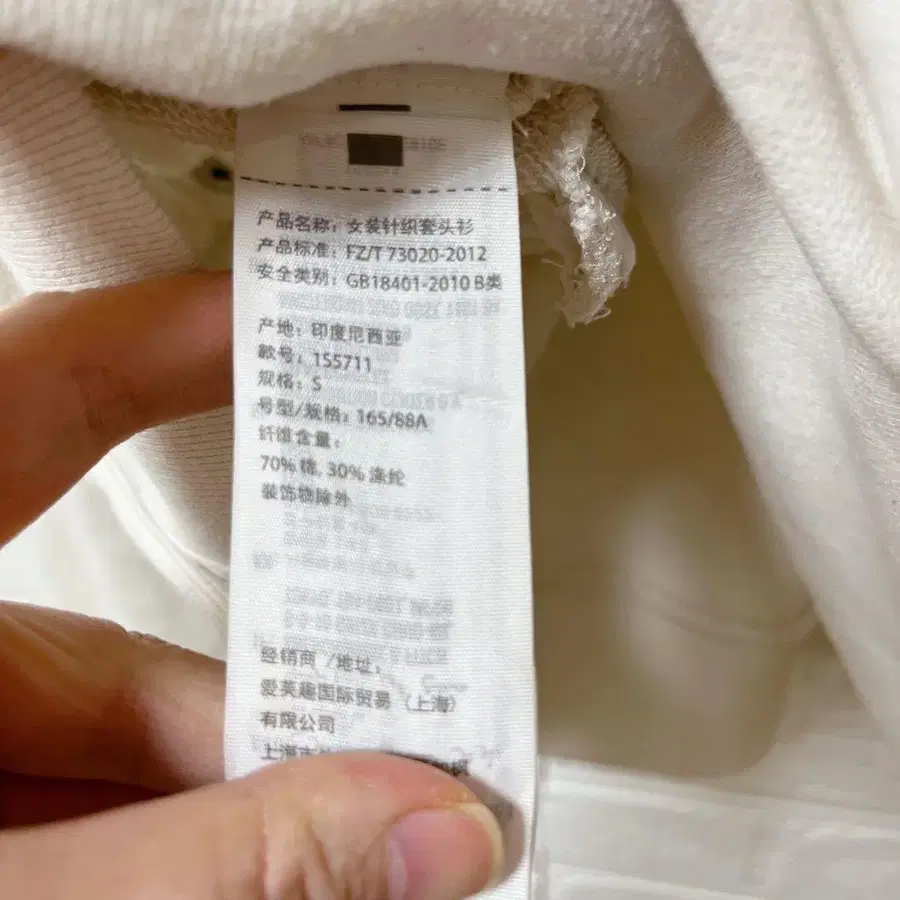 产品名称：女装针织套头衫
产品标准：FZ/T 73020-2012
安全类别：GB18401-2010 B类
产地：印度尼西亚
款号：155711
规格：S
号型/规格：165/88A
纤维含量：
70% 棉, 30% 涤纶
装饰物除外
经销商 /地址：
爱芙趣国际贸易（上海）
有限公司
上海市